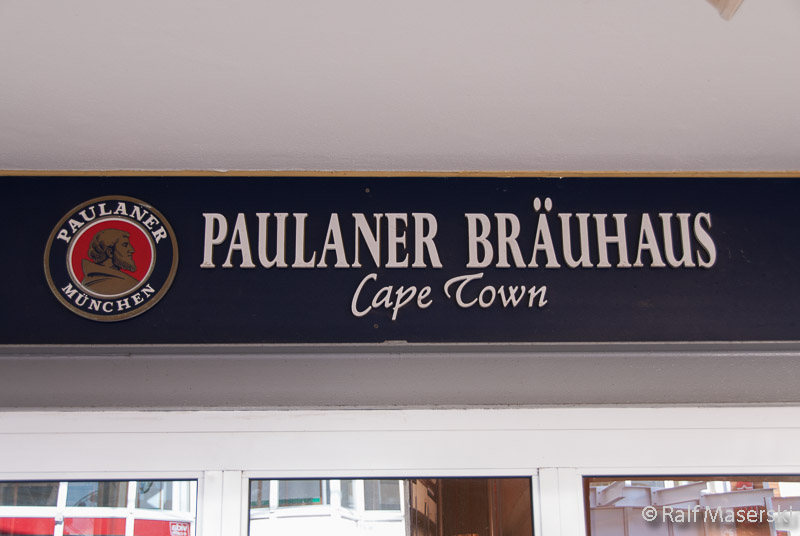 PAULANER
MÜNCHEN
PAULANER BRÄUHAUS
Cape Town
© Ralf Maserski